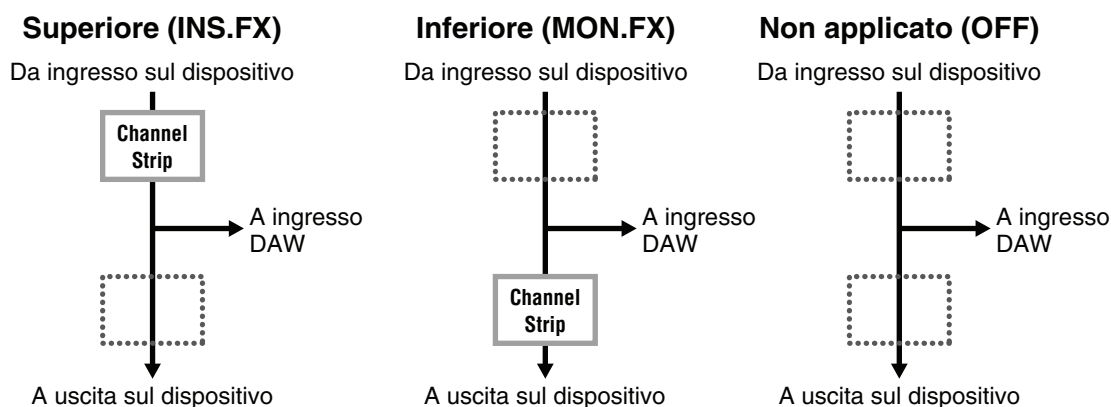 Superiore (INS.FX)
Da ingresso sul dispositivo
Channel
Strip
A ingresso
DAW
A uscita sul dispositivo
Inferiore (MON.FX)
Da ingresso sul dispositivo
A ingresso
DAW
Channel
Strip
A uscita sul dispositivo
Non applicato (OFF)
Da ingresso sul dispositivo
A ingresso
DAW
A uscita sul dispositivo